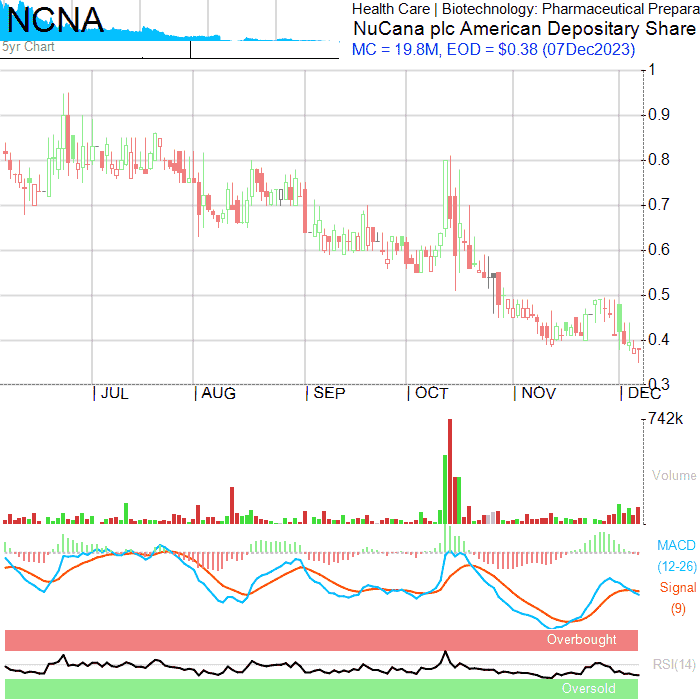 NCNA
5yr Chart
Health Care | Biotechnology: Pharmaceutical Prepara
NuCana plc American Depositary Share
MC = 19.8M, EOD = $0.38 (07Dec2023)
1
0.9
0.8
0.7
0.6
0.5
0.4
0.3
JUL
AUG
SEP
OCT
NOV
DEC
742k
Volume
MACD
(12-26)
Signal
(9)
Overbought
RSI(14)
Oversold